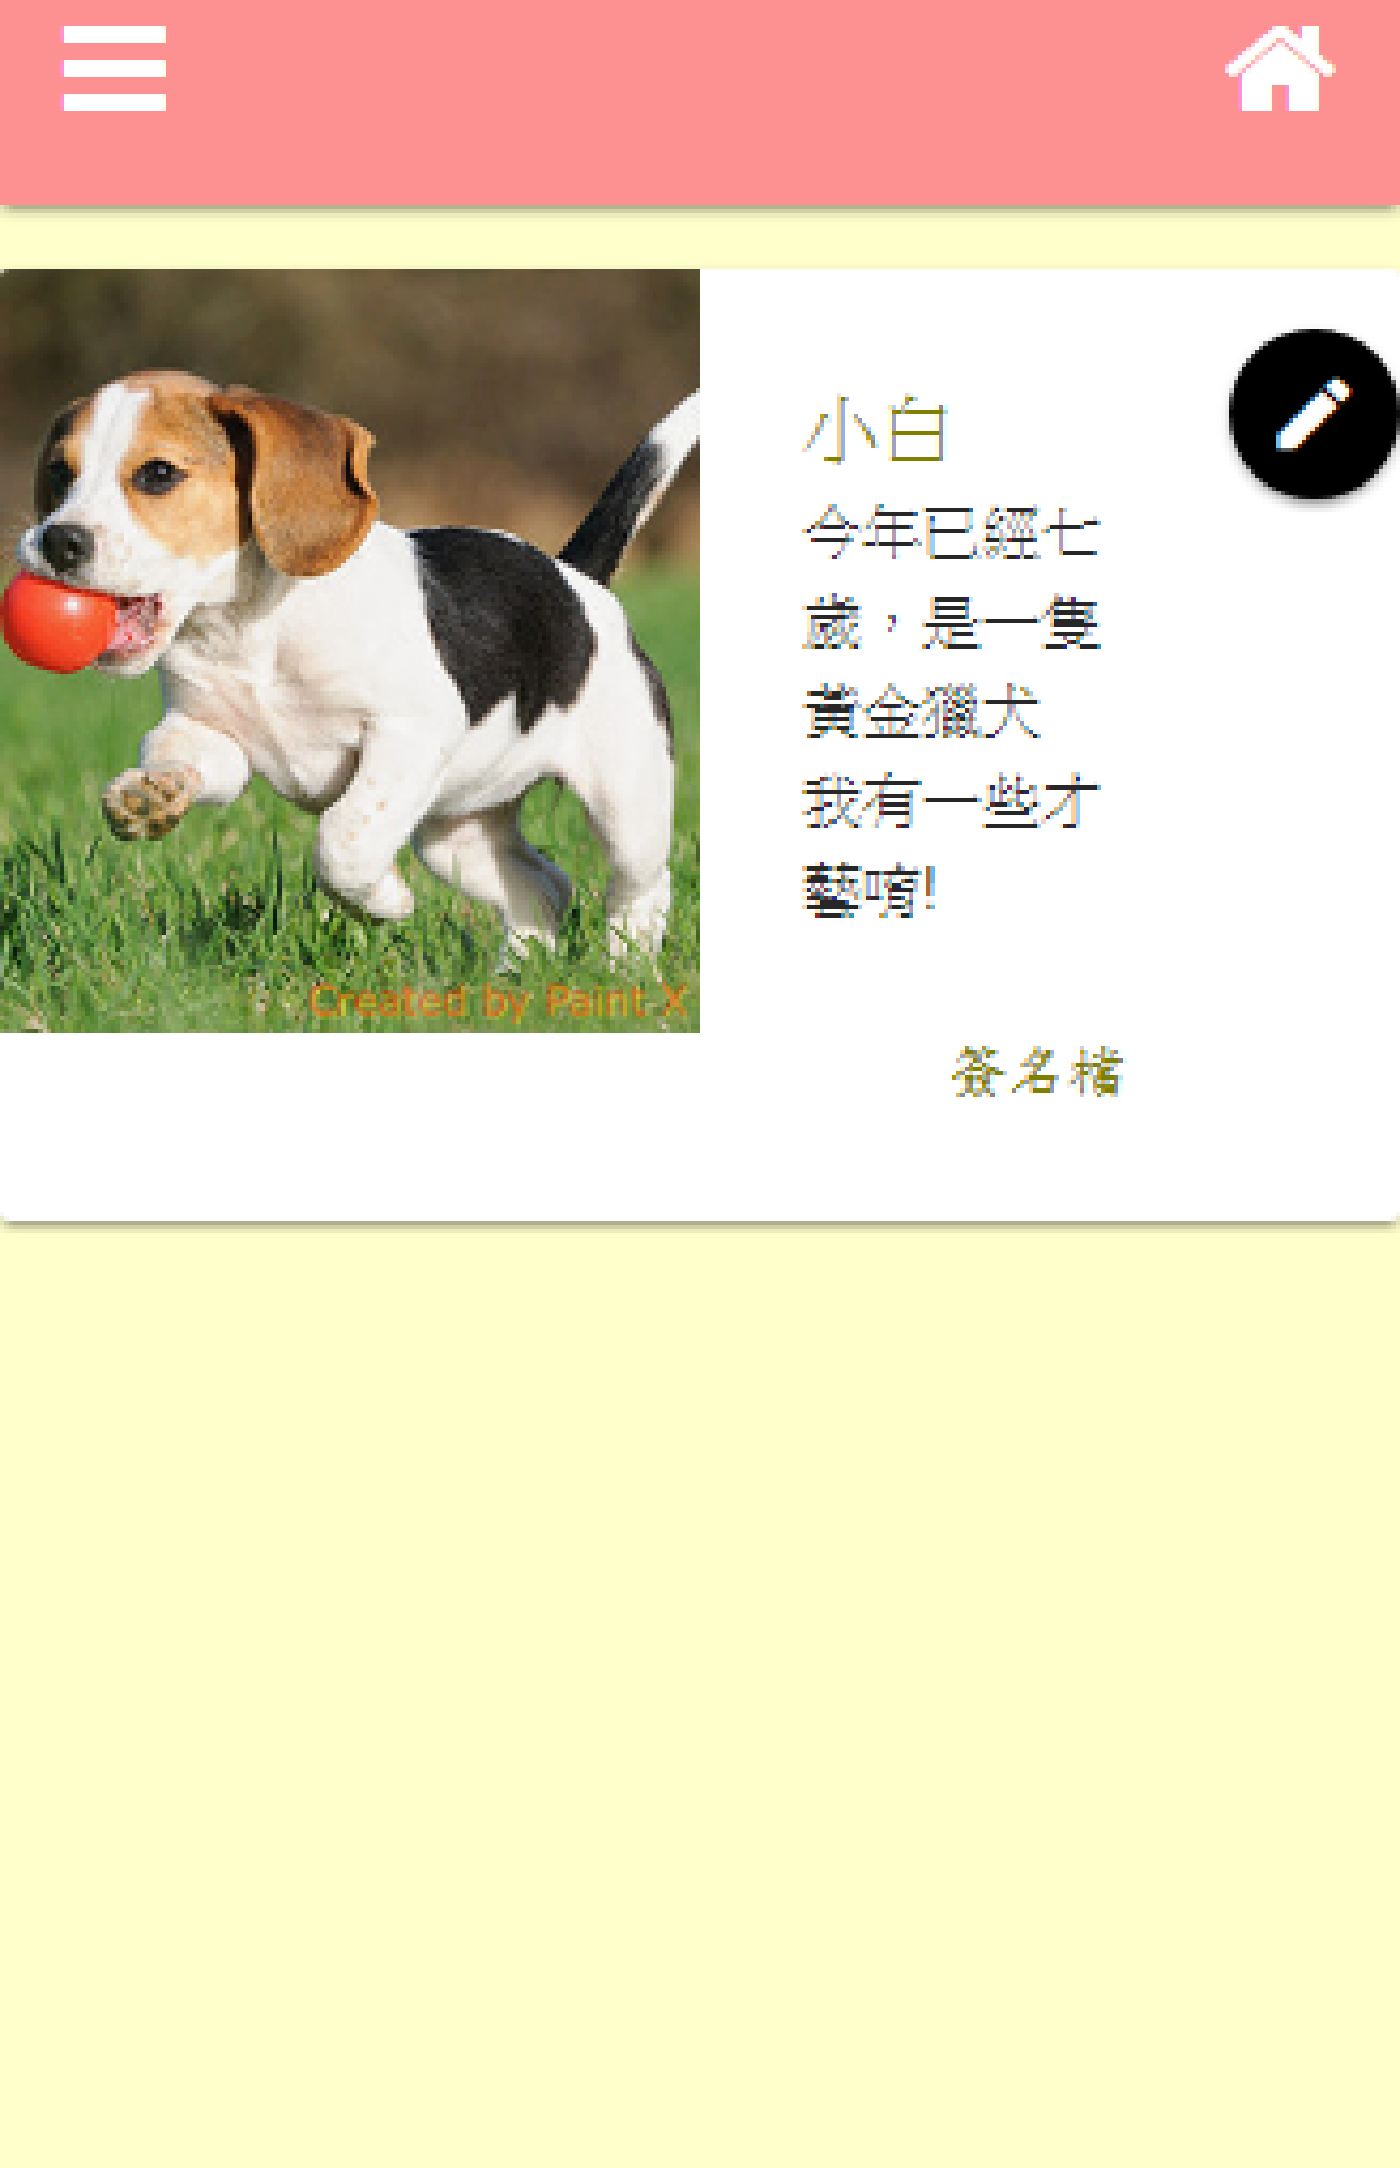 小白
今年已經七
歲，是一隻
黃金獵犬
我有一些才
藝唷!
Created by Paint X
簽名檔